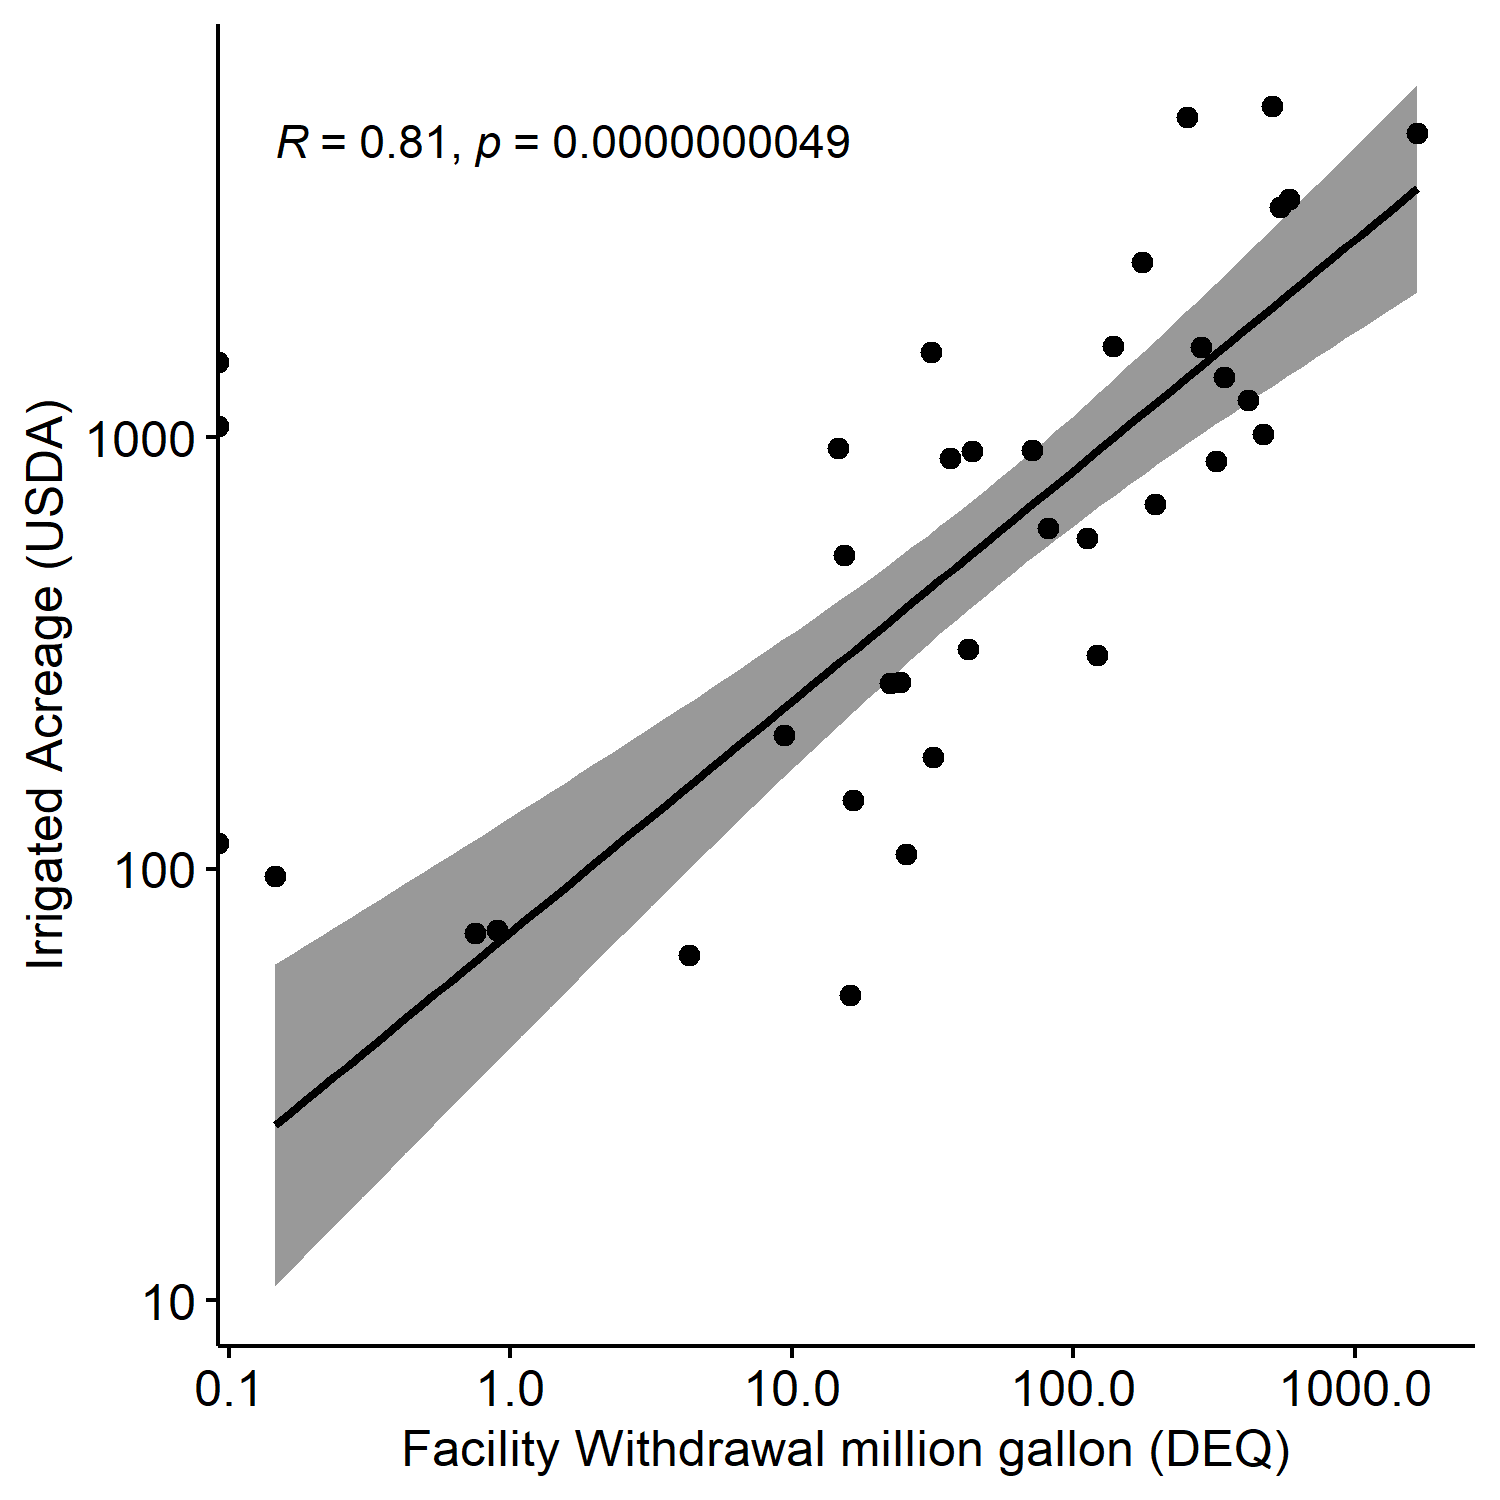 R = 0.81, p = 0.0000000049
Irrigated Acreage (USDA)
1000
100
10
0.1 1.0 10.0 100.0 1000.0
Facility Withdrawal million gallon (DEQ)